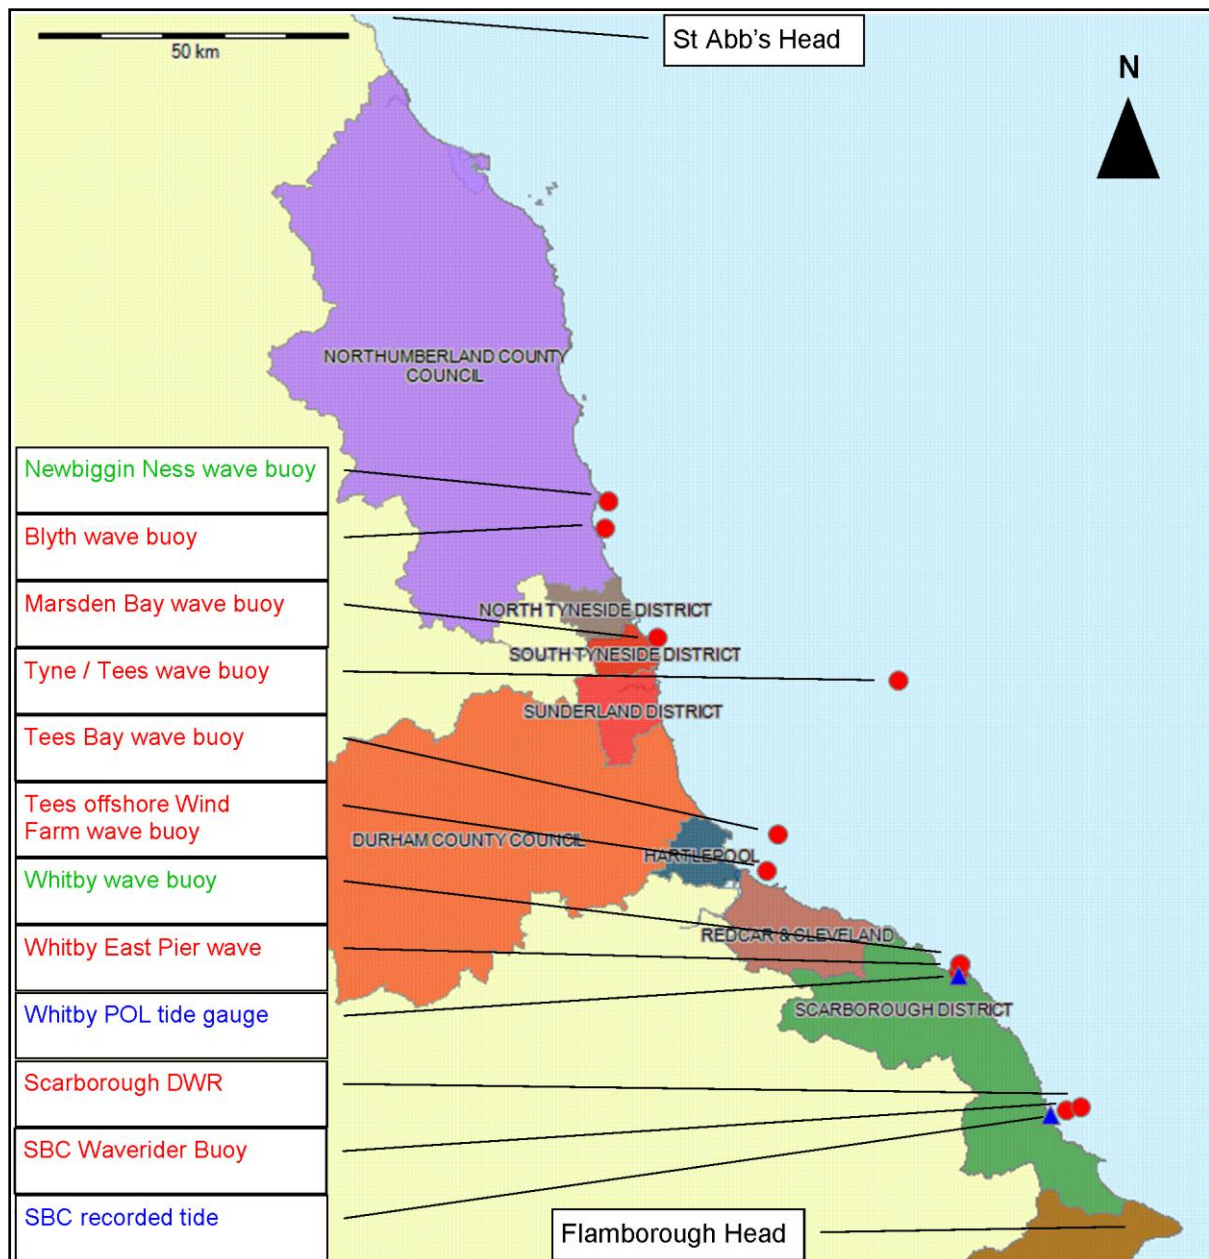 St Abb's Head
50 km
N
NORTHUMBERLAND COUNTY
COUNCIL
Newbiggin Ness wave buoy
Blyth wave buoy
Marsden Bay wave buoy
NORTH TYNESIDE DISTRICT
SOUTH TYNESIDE DISTRICT
Tyne / Tees wave buoy
SUNDERLAND DISTRICT
Tees Bay wave buoy
Tees offshore Wind
Farm wave buoy
DURHAM COUNTY COUNCIL
HARTLEPOOL
Whitby wave buoy
REDCAR & CLEVELAND
Whitby East Pier wave
Whitby POL tide gauge
SCARBOROUGH DISTRICT
Scarborough DWR
SBC Waverider Buoy
SBC recorded tide
Flamborough Head